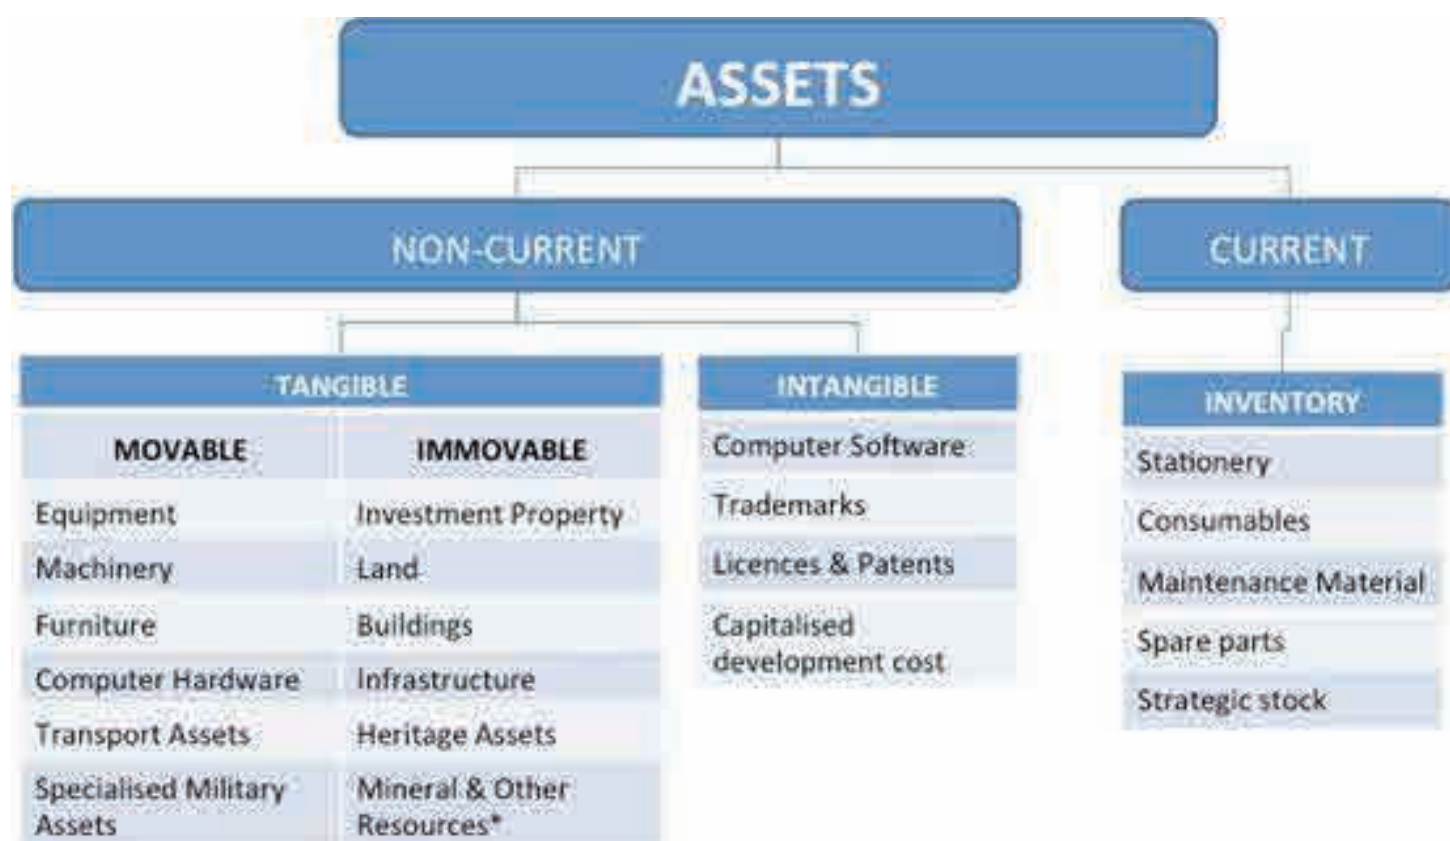 ASSETS
NON-CURRENT
CURRENT
TANGIBLE
MOVABLE
IMMOVABLE
Equipment
Investment Property
Machinery
Land
Furniture
Buildings
Computer Hardware
Infrastructure
Transport Assets
Heritage Assets
Specialised Military
Assets
Mineral & Other
Resources*
INTANGIBLE
Computer Software
Trademarks
Licences & Patents
Capitalised
development cost
INVENTORY
Stationery
Consumables
Maintenance Material
Spare parts
Strategic stock